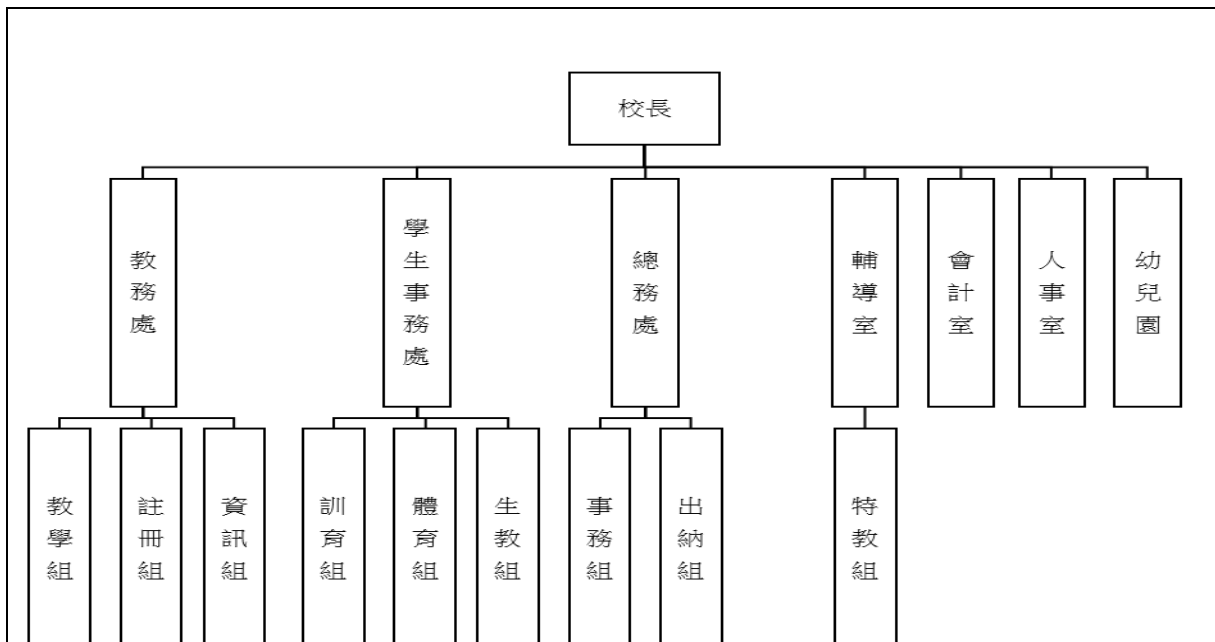 校長
教務處
學生事務處
總務處
輔導室
會計室
人事室
幼兒園
教學組
註冊組
資訊組
訓育組
體育組
生教組
事務組
出納組
特教組